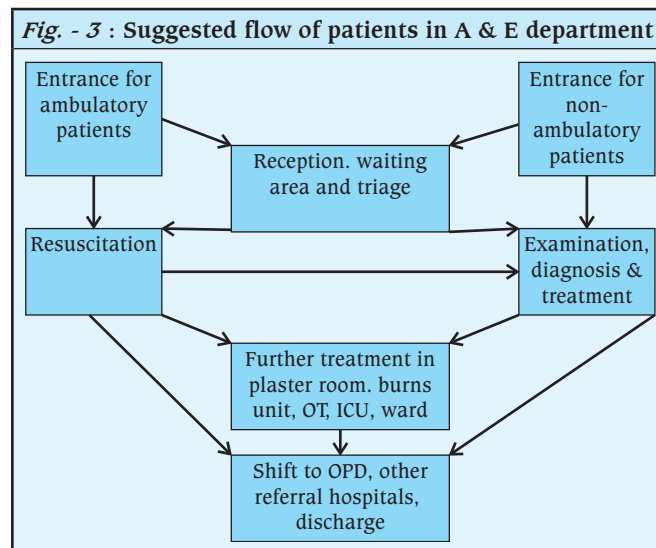 Fig. - 3 : Suggested flow of patients in A & E department
Entrance for
ambulatory
patients
Entrance for
non-
ambulatory
patients
Reception. waiting
area and triage
Resuscitation
Examination,
diagnosis &
treatment
Further treatment in
plaster room. burns
unit, OT, ICU, ward
Shift to OPD, other
referral hospitals,
discharge